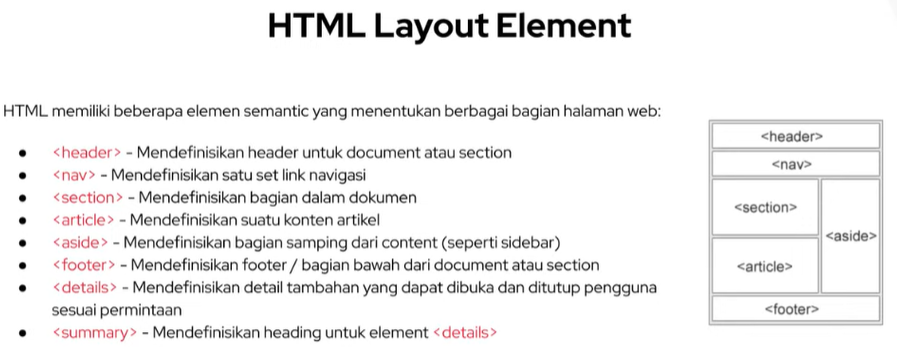 HTML Layout Element
HTML memiliki beberapa elemen semantic yang menentukan berbagai bagian halaman web:
• <header> - Mendefinisikan header untuk document atau section
• <nav> - Mendefinisikan satu set link navigasi
• <section> - Mendefinisikan bagian dalam dokumen
• <article> - Mendefinisikan suatu konten artikel
• <aside> - Mendefinisikan bagian samping dari content (seperti sidebar)
• <footer> - Mendefinisikan footer / bagian bawah dari document atau section
• <details> - Mendefinisikan detail tambahan yang dapat dibuka dan ditutup pengguna
sesuai permintaan
• <summary> - Mendefinisikan heading untuk element <details>
<header>
<nav>
<section>
<aside>
<article>
<footer>